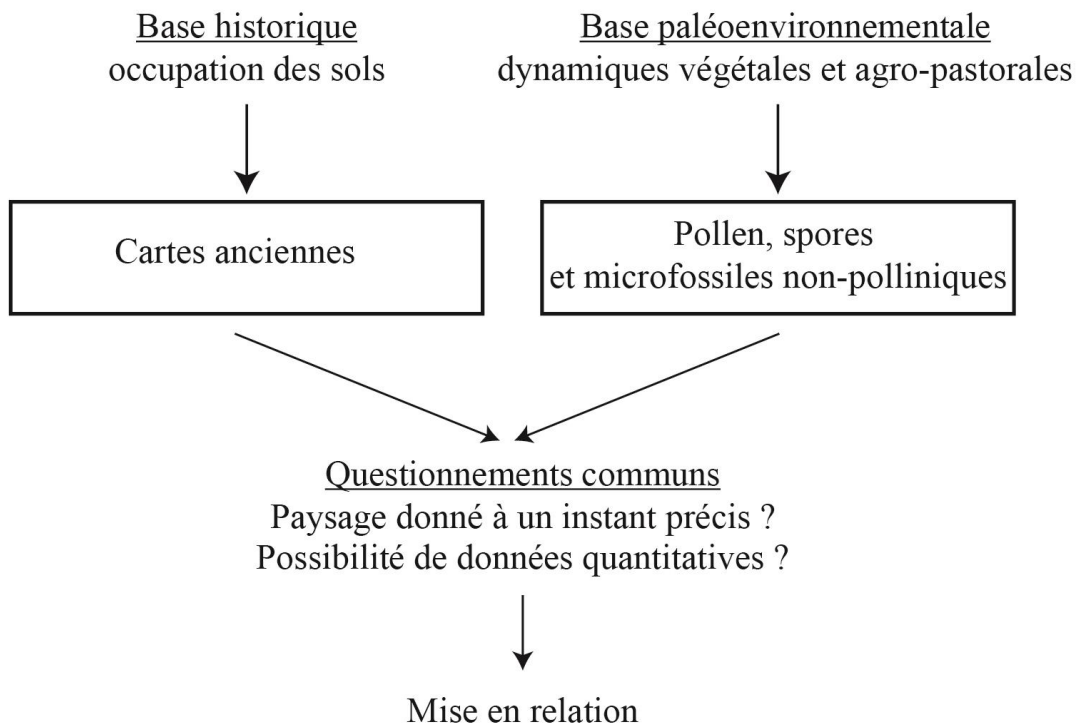 Base historique
occupation des sols
Base paléoenvironnementale
dynamiques végétales et agro-pastorales
Cartes anciennes
Pollen, spores
et microfossiles non-polliniques
Questionnements communs
Paysage donné à un instant précis ?
Possibilité de données quantitatives ?
Mise en relation